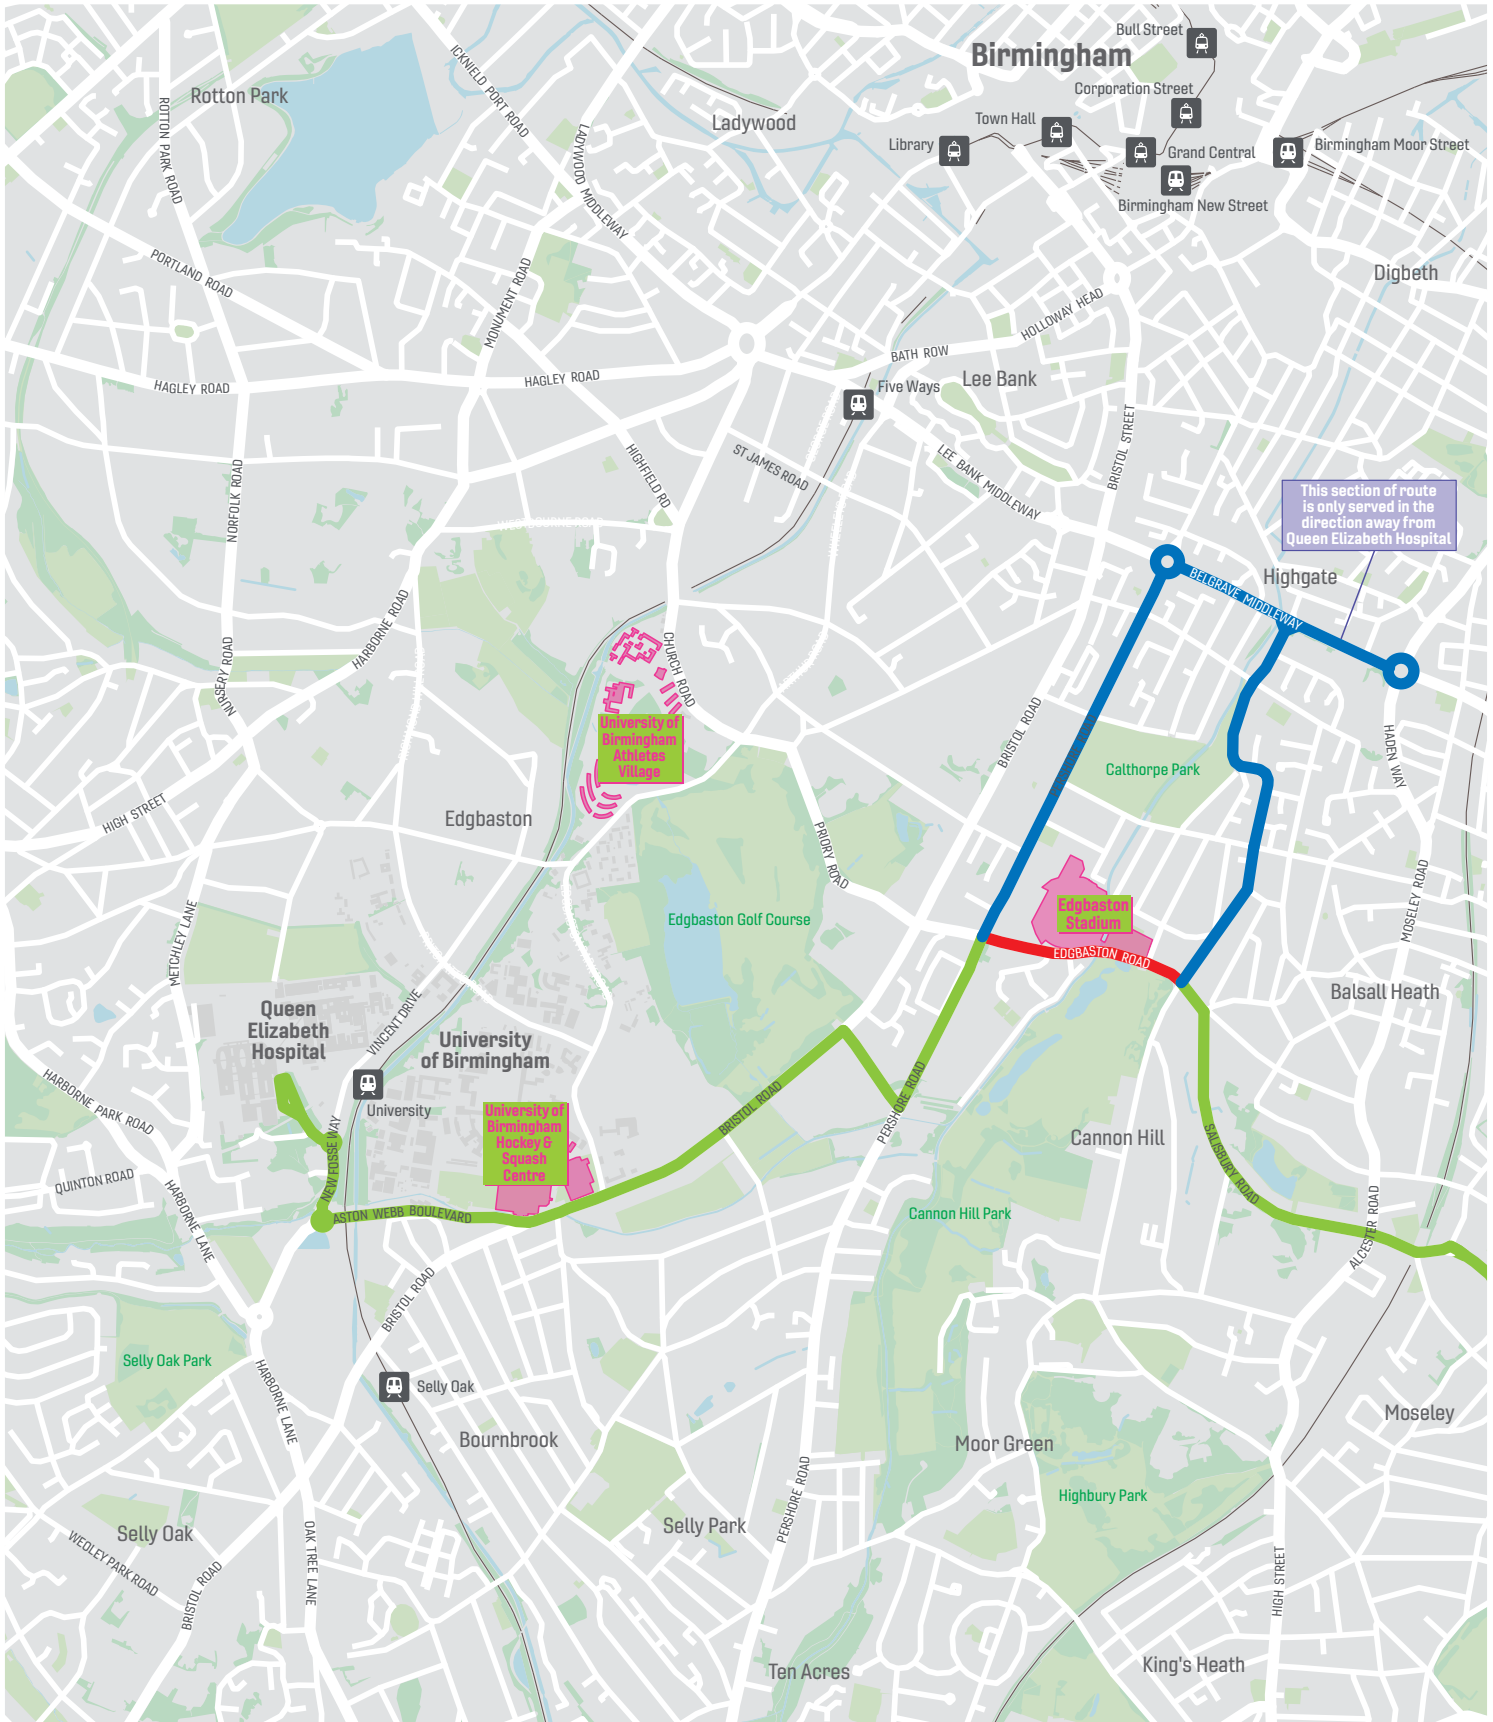 Bull Street
Birmingham
Corporation Street
Town Hall
Library
Grand Central
Birmingham Moor Street
Birmingham New Street
Rotton Park
ROTTON PARK ROAD
ICKNIELD PORT ROAD
LADYWOOD MIDDLEWAY
Ladywood
Digbeth
PORTLAND ROAD
MONUMENT ROAD
HOLLOWAY HEAD
BATH ROW
HAGLEY ROAD
HAGLEY ROAD
Five Ways
Lee Bank
BRISTOL STREET
ST JAMES ROAD
HIGHFIELD RD
LEE BANK MIDDLEWAY
NORFOLK ROAD
This section of route
is only served in the
direction away from
Queen Elizabeth Hospital
Highgate
BELGRAVE MIDDLEWAY
HARBORNE ROAD
NURSERY ROAD
CHURCH ROAD
University of
Birmingham
Athletes
Village
BRISTOL ROAD
Calthorpe Park
HADEN WAY
HIGH STREET
Edgbaston
PRIORY ROAD
MOSELEY ROAD
METCHLEY LANE
Edgbaston Golf Course
Edgbaston
Stadium
EDGBASTON ROAD
Balsall Heath
Queen
Elizabeth
Hospital
VINCENT DRIVE
University
of Birmingham
University
HARBORNE PARK ROAD
NEW FOSSE WAY
University of
Birmingham
Hockey &
Squash
Centre
BRISTOL ROAD
PERSHORE ROAD
Cannon Hill
SALISBURY ROAD
QUINTON ROAD
HARBORNE LANE
ASTON WEBB BOULEVARD
Cannon Hill Park
ALCESTER ROAD
BRISTOL ROAD
Selly Oak Park
HARBORNE LANE
Selly Oak
Moseley
Bournbrook
Moor Green
PERSHORE ROAD
Highbury Park
Selly Oak
Selly Park
WEOLEY PARK ROAD
BRISTOL ROAD
OAK TREE LANE
HIGH STREET
Ten Acres
King's Heath